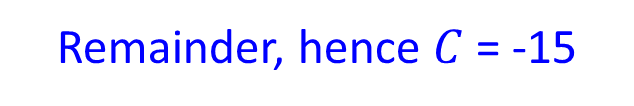 Remainder, hence C = -15